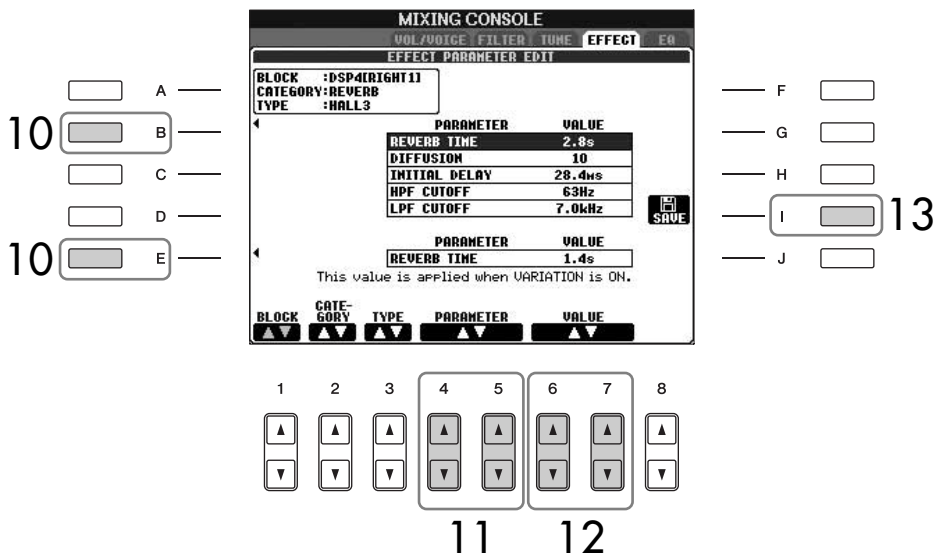 MIXING CONSOLE
VOL/VOICE FILTER TUNE EFFECT EQ
EFFECT PARAMETER EDIT
BLOCK :DSP4[RIGHT1]
CATEGORY:REVERB
TYPE :HALL3
PARAMETER VALUE
REVERB TIME 2.8s
DIFFUSION 10
INITIAL DELAY 28.4ms
HPF CUTOFF 63Hz
LPF CUTOFF 7.0kHz
SAVE
PARAMETER VALUE
REVERB TIME 1.4s
This value is applied when VARIATION is ON.
BLOCK CATE-GORY TYPE PARAMETER VALUE
A
10 B
C
D
10 E
F
G
H
I 13
J
1 2 3 4 5 6 7 8
11 12